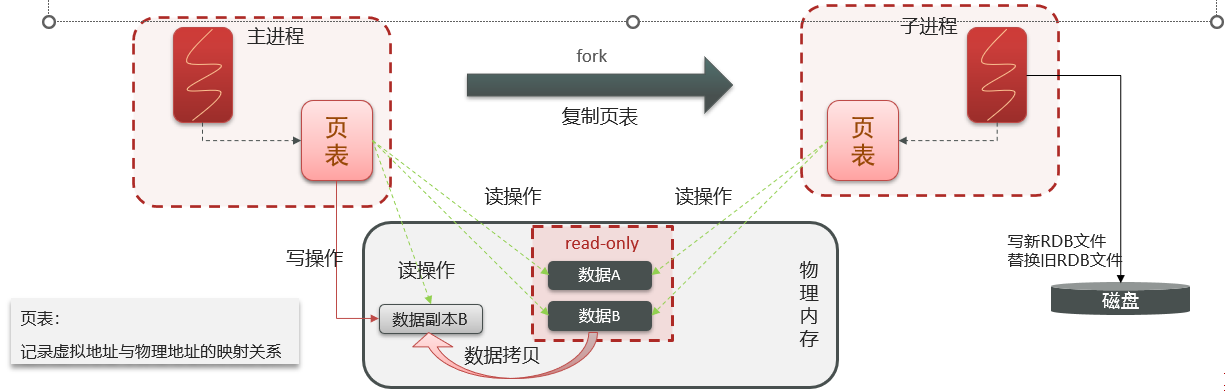 主进程
页
表
fork
复制页表
子进程
页
表
读操作
读操作
写操作
读操作
read-only
数据A
数据B
数据副本B
数据拷贝
物
理
内
存
写新RDB文件
替换旧RDB文件
磁盘
页表：
记录虚拟地址与物理地址的映射关系